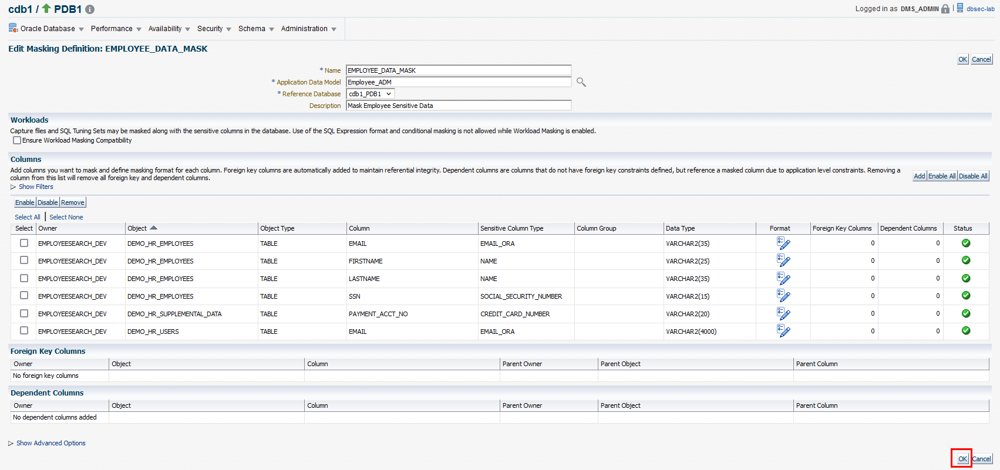 cdb1 / PDB1
Logged in as DMS_ADMIN | dbsec-lab
Oracle Database Performance Availability Security Schema Administration
Edit Masking Definition: EMPLOYEE_DATA_MASK
OK Cancel
* Name EMPLOYEE_DATA_MASK
* Application Data Model Employee_ADM
* Reference Database cdb1_PDB1
Description Mask Employee Sensitive Data
Workloads
Capture files and SQL Tuning Sets may be masked along with the sensitive columns in the database. Use of the SQL Expression format and conditional masking is not allowed while Workload Masking is enabled.
Ensure Workload Masking Compatibility
Columns
Add columns you want to mask and define masking format for each column. Foreign key columns are automatically added to maintain referential integrity. Dependent columns are columns that do not have foreign key constraints defined, but reference a masked column due to application level constraints. Removing a
column from this list will remove all foreign key and dependent columns.
Add Enable All Disable All
Show Filters
Enable Disable Remove
Select All | Select None
Select Owner Object Object Type Column Sensitive Column Type Column Group Data Type Format Foreign Key Columns Dependent Columns Status
EMPLOYEESEARCH_DEV DEMO_HR_EMPLOYEES TABLE EMAIL EMAIL_ORA VARCHAR2(35) 0 0
EMPLOYEESEARCH_DEV DEMO_HR_EMPLOYEES TABLE FIRSTNAME NAME VARCHAR2(25) 0 0
EMPLOYEESEARCH_DEV DEMO_HR_EMPLOYEES TABLE LASTNAME NAME VARCHAR2(35) 0 0
EMPLOYEESEARCH_DEV DEMO_HR_EMPLOYEES TABLE SSN SOCIAL_SECURITY_NUMBER VARCHAR2(15) 0 0
EMPLOYEESEARCH_DEV DEMO_HR_SUPPLEMENTAL_DATA TABLE PAYMENT_ACCT_NO CREDIT_CARD_NUMBER VARCHAR2(20) 0 0
EMPLOYEESEARCH_DEV DEMO_HR_USERS TABLE EMAIL EMAIL_ORA VARCHAR2(4000) 0 0
Foreign Key Columns
Owner Object Column Parent Owner Parent Object Parent Column
No foreign key columns
Dependent Columns
Owner Object Column Parent Owner Parent Object Parent Column
No dependent columns added
Show Advanced Options
OK Cancel